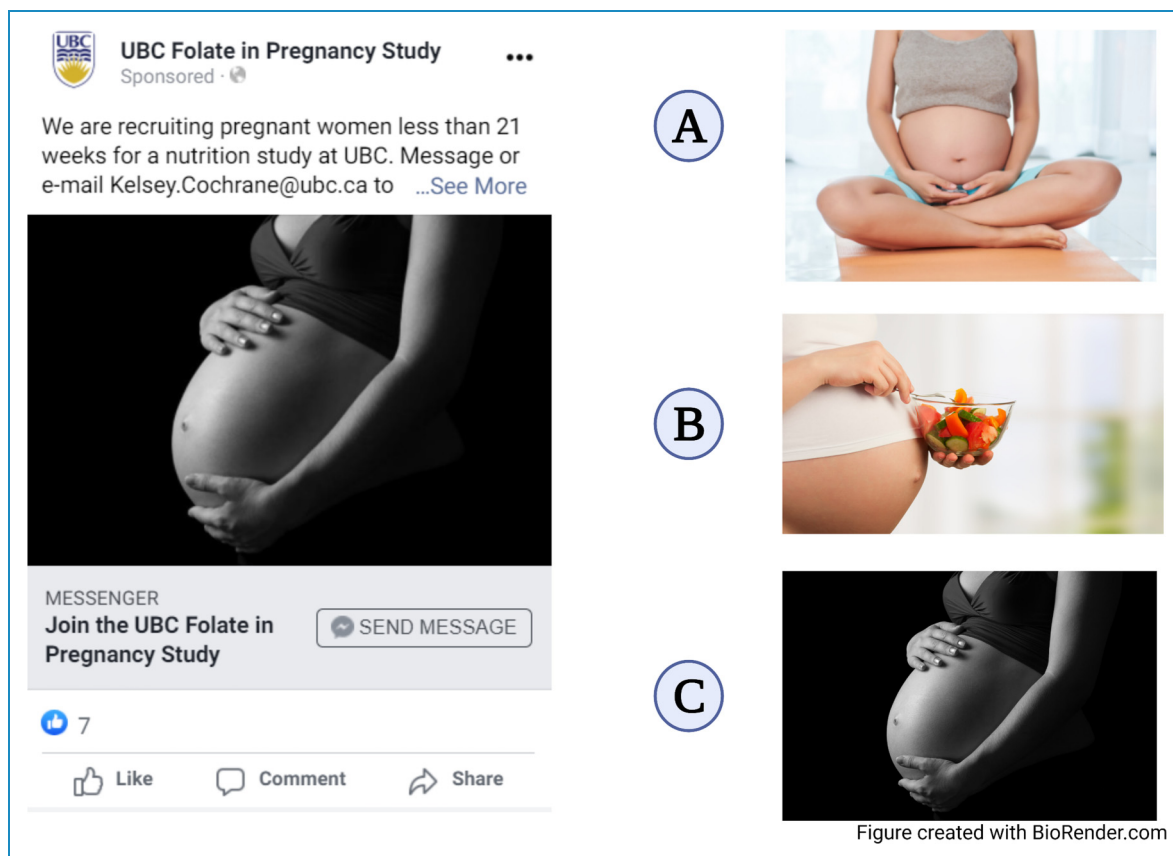 UBC
UBC Folate in Pregnancy Study
Sponsored ·
We are recruiting pregnant women less than 21
weeks for a nutrition study at UBC. Message or
e-mail Kelsey.Cochrane@ubc.ca to ...See More
MESSENGER
Join the UBC Folate in
Pregnancy Study
SEND MESSAGE
7
Like Comment Share
A
B
C
Figure created with BioRender.com